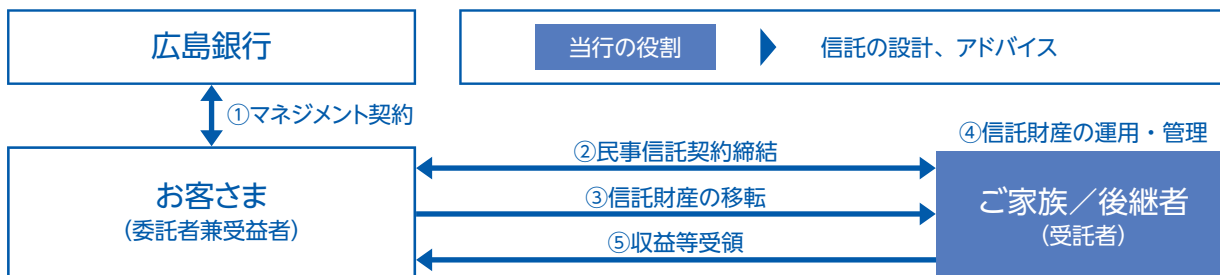 広島銀行
当行の役割
信託の設計、アドバイス
①マネジメント契約
④信託財産の運用・管理
②民事信託契約締結
お客さま
(委託者兼受益者)
③信託財産の移転
ご家族／後継者
(受託者)
⑤収益等受領